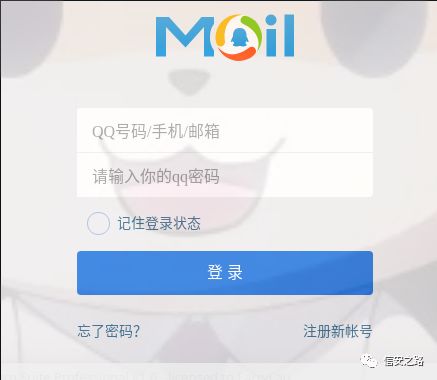 Mail
QQ号码/手机/邮箱
请输入你的qq密码
记住登录状态
登 录
忘了密码?
注册新帐号
信安之路